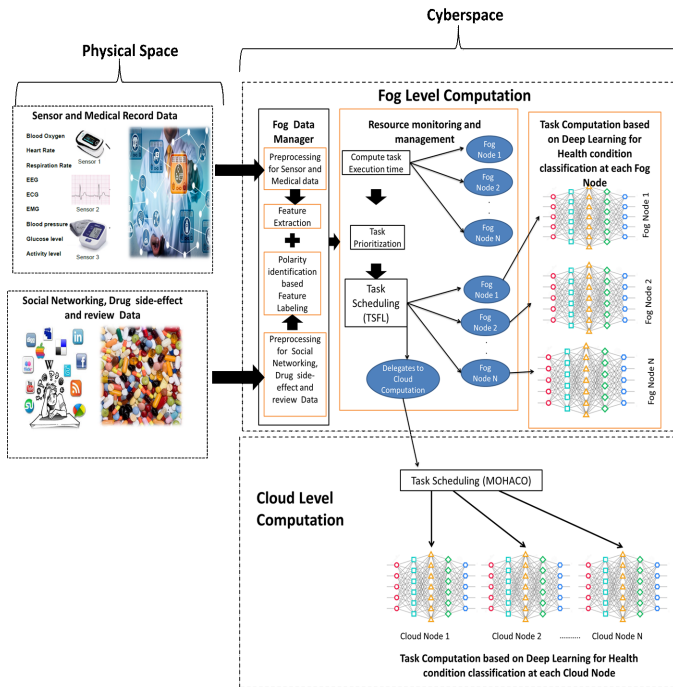 Cyberspace
Physical Space
Sensor and Medical Record Data
Blood Oxygen
Heart Rate
Respiration Rate
EEG
ECG
EMG
Blood pressure
Glucose level
Activity level
Sensor 1
Sensor 2
Sensor 3
Social Networking, Drug side-effect
and review Data
Fog Level Computation
Fog Data
Manager
Preprocessing
for Sensor and
Medical data
Feature
Extraction
Polarity
identification
based
Feature
Labeling
Preprocessing
for Social
Networking,
Drug side-
effect and
review Data
Resource monitoring and
management
Compute task
Execution time
Fog
Node 1
Fog
Node 2
Fog
Node N
Task
Prioritization
Task
Scheduling
(TSFL)
Fog
Node 1
Fog
Node 2
Fog
Node N
Delegates to
Cloud
Computation
Task Computation based
on Deep Learning for
Health condition
classification at each Fog
Node
Fog Node 1
Fog Node 2
Fog Node N
Cloud Level
Computation
Task Scheduling (MOHACO)
Cloud Node 1
Cloud Node 2
..........
Cloud Node N
Task Computation based on Deep Learning for Health
condition classification at each Cloud Node